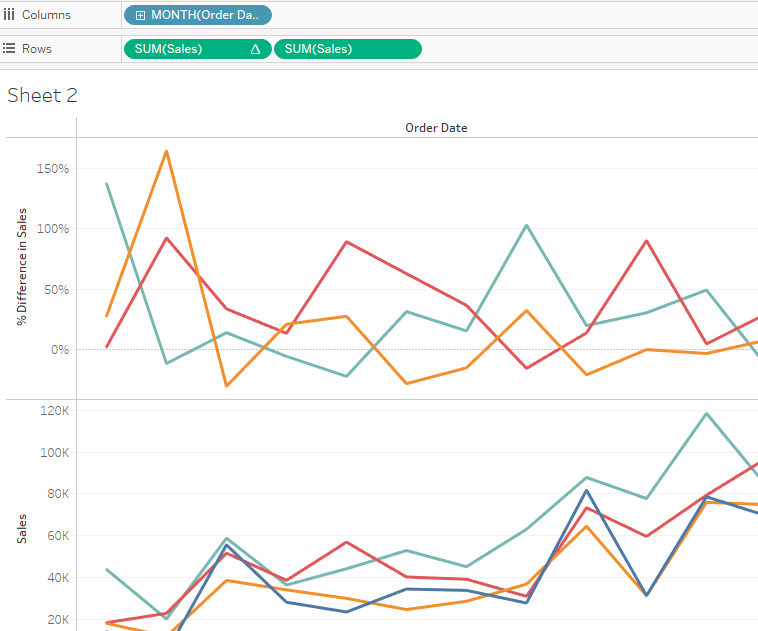 Columns
MONTH(Order Da..
Rows
SUM(Sales) Δ
SUM(Sales)
Sheet 2
Order Date
% Difference in Sales
150%
100%
50%
0%
Sales
120K
100K
80K
60K
40K
20K